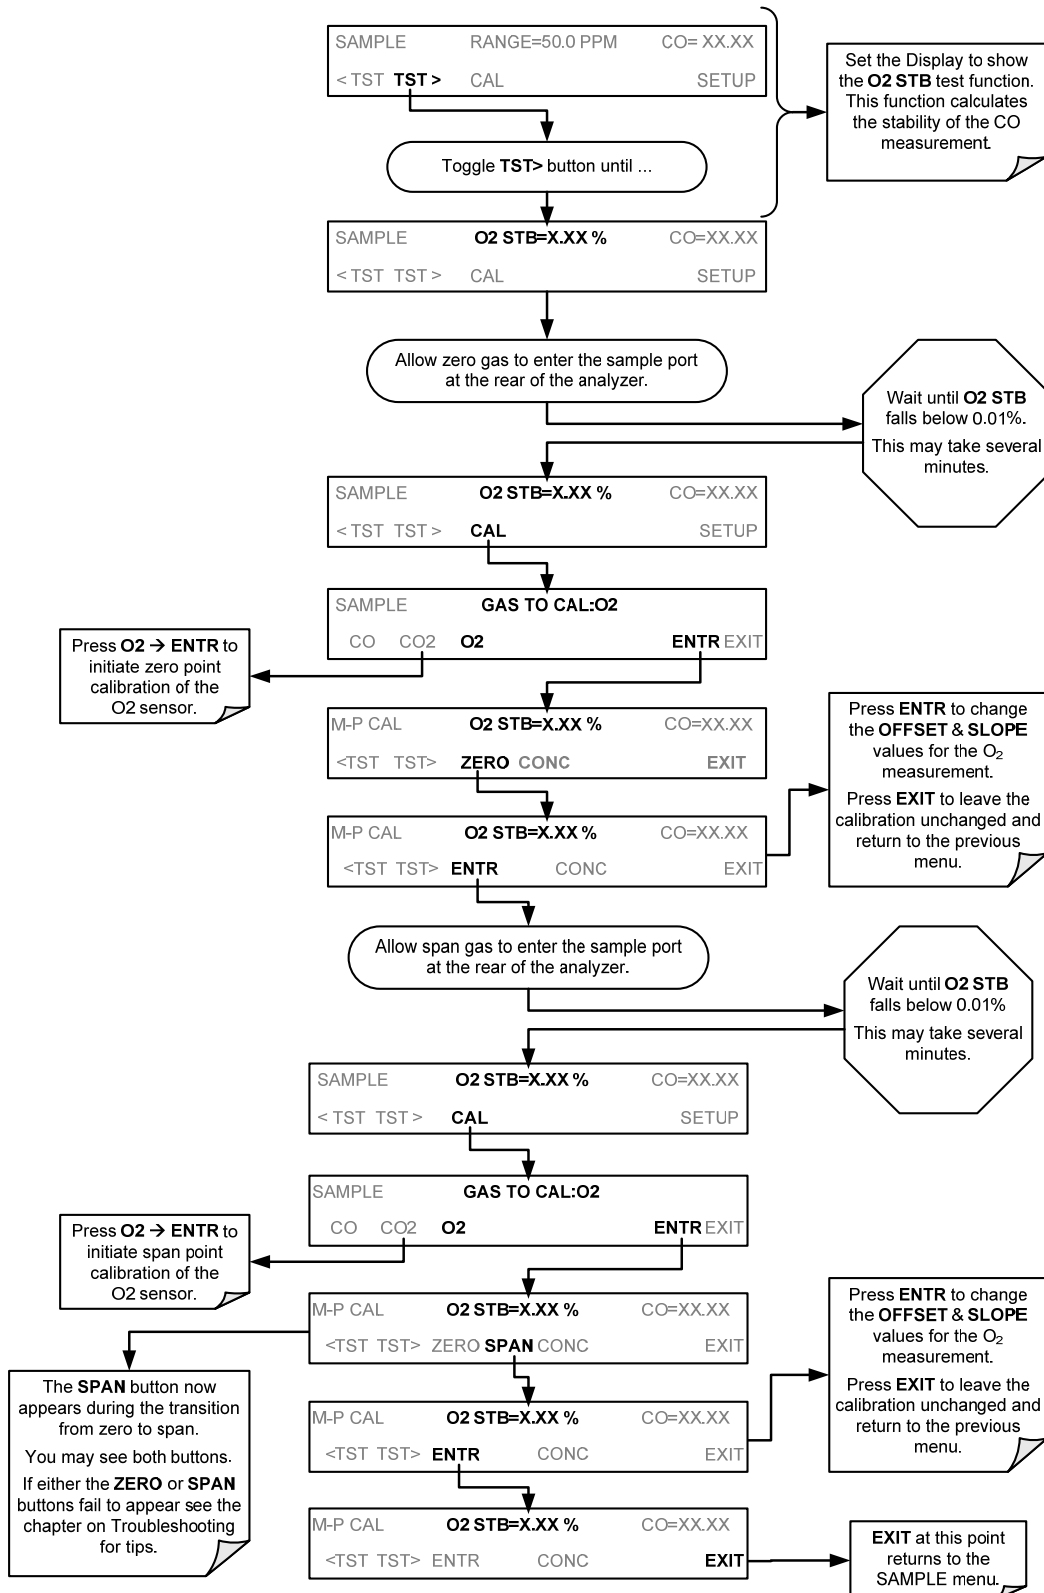 SAMPLE RANGE=50.0 PPM CO= XX.XX
< TST TST > CAL SETUP
Set the Display to show
the O2 STB test function.
This function calculates
the stability of the CO
measurement.
Toggle TST> button until ...
SAMPLE O2 STB=X.XX % CO=XX.XX
< TST TST > CAL SETUP
Allow zero gas to enter the sample port
at the rear of the analyzer.
Wait until O2 STB
falls below 0.01%.
This may take several
minutes.
SAMPLE O2 STB=X.XX % CO=XX.XX
< TST TST > CAL SETUP
SAMPLE GAS TO CAL:O2
CO CO2 O2 ENTR EXIT
Press O2 → ENTR to
initiate zero point
calibration of the
O2 sensor.
M-P CAL O2 STB=X.XX % CO=XX.XX
<TST TST> ZERO CONC EXIT
M-P CAL O2 STB=X.XX % CO=XX.XX
<TST TST> ENTR CONC EXIT
Press ENTR to change
the OFFSET & SLOPE
values for the O₂
measurement.
Press EXIT to leave the
calibration unchanged and
return to the previous
menu.
Allow span gas to enter the sample port
at the rear of the analyzer.
Wait until O2 STB
falls below 0.01%
This may take several
minutes.
SAMPLE O2 STB=X.XX % CO=XX.XX
< TST TST > CAL SETUP
SAMPLE GAS TO CAL:O2
CO CO2 O2 ENTR EXIT
Press O2 → ENTR to
initiate span point
calibration of the
O2 sensor.
M-P CAL O2 STB=X.XX % CO=XX.XX
<TST TST> ZERO SPAN CONC EXIT
The SPAN button now
appears during the transition
from zero to span.
You may see both buttons.
If either the ZERO or SPAN
buttons fail to appear see the
chapter on Troubleshooting
for tips.
M-P CAL O2 STB=X.XX % CO=XX.XX
<TST TST> ENTR CONC EXIT
Press ENTR to change
the OFFSET & SLOPE
values for the O₂
measurement.
Press EXIT to leave the
calibration unchanged and
return to the previous
menu.
M-P CAL O2 STB=X.XX % CO=XX.XX
<TST TST> ENTR CONC EXIT
EXIT at this point
returns to the
SAMPLE menu.